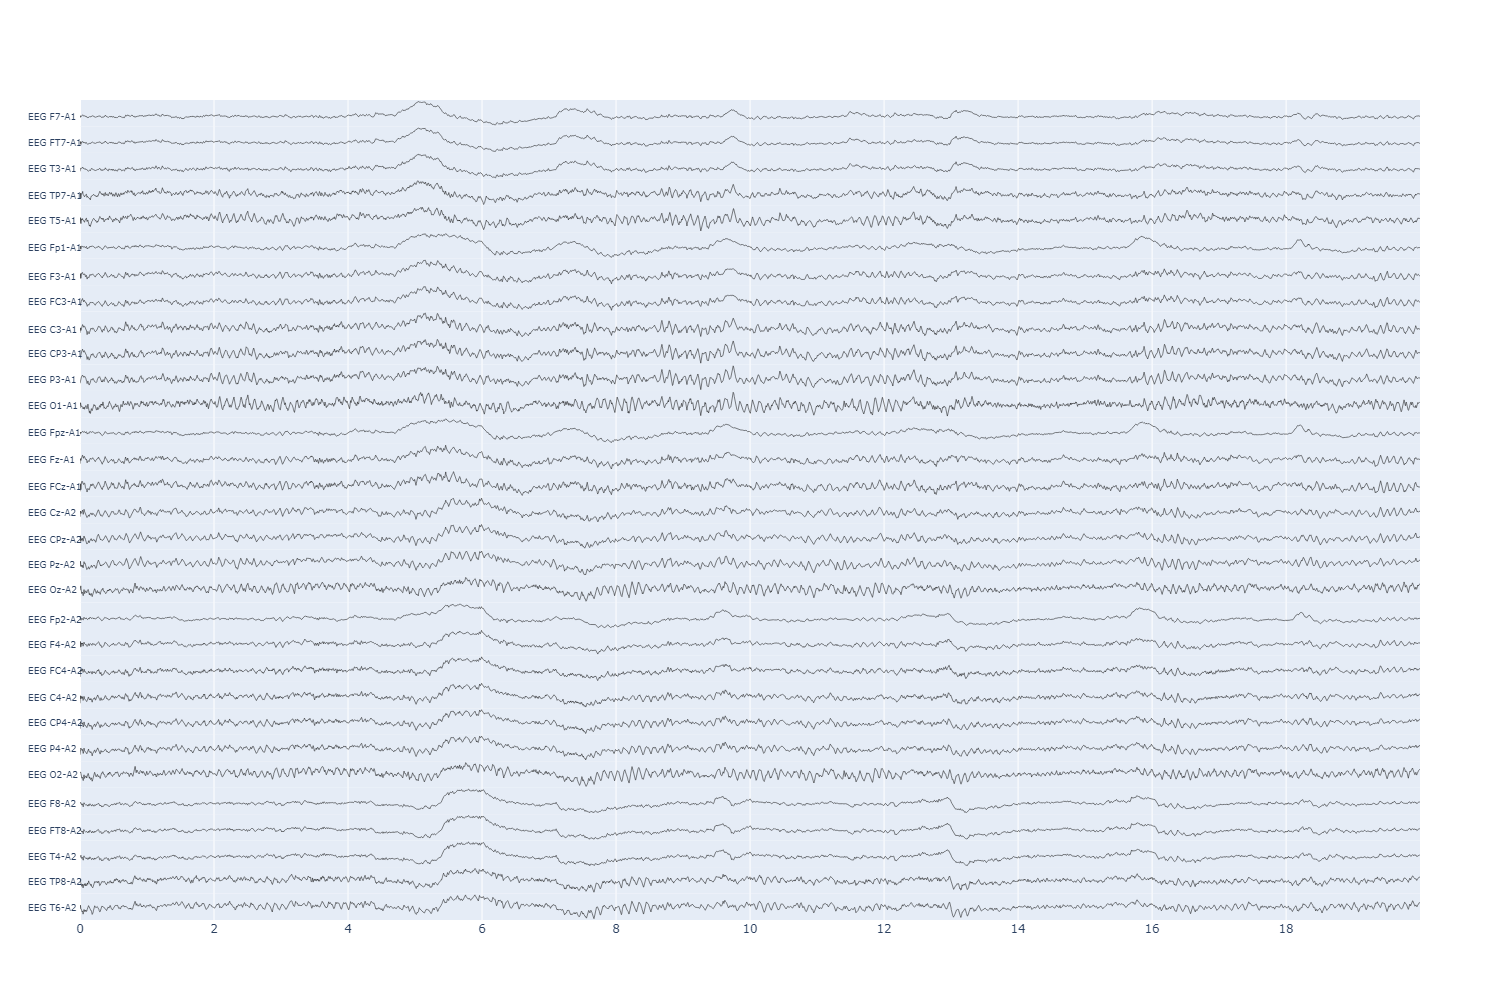 EEG F7-A1
EEG FT7-A1
EEG T3-A1
EEG TP7-A1
EEG T5-A1
EEG Fp1-A1
EEG F3-A1
EEG FC3-A1
EEG C3-A1
EEG CP3-A1
EEG P3-A1
EEG O1-A1
EEG Fpz-A1
EEG Fz-A1
EEG FCz-A1
EEG Cz-A2
EEG CPz-A2
EEG Pz-A2
EEG Oz-A2
EEG Fp2-A2
EEG F4-A2
EEG FC4-A2
EEG C4-A2
EEG CP4-A2
EEG P4-A2
EEG O2-A2
EEG F8-A2
EEG FT8-A2
EEG T4-A2
EEG TP8-A2
EEG T6-A2
0 2 4 6 8 10 12 14 16 18